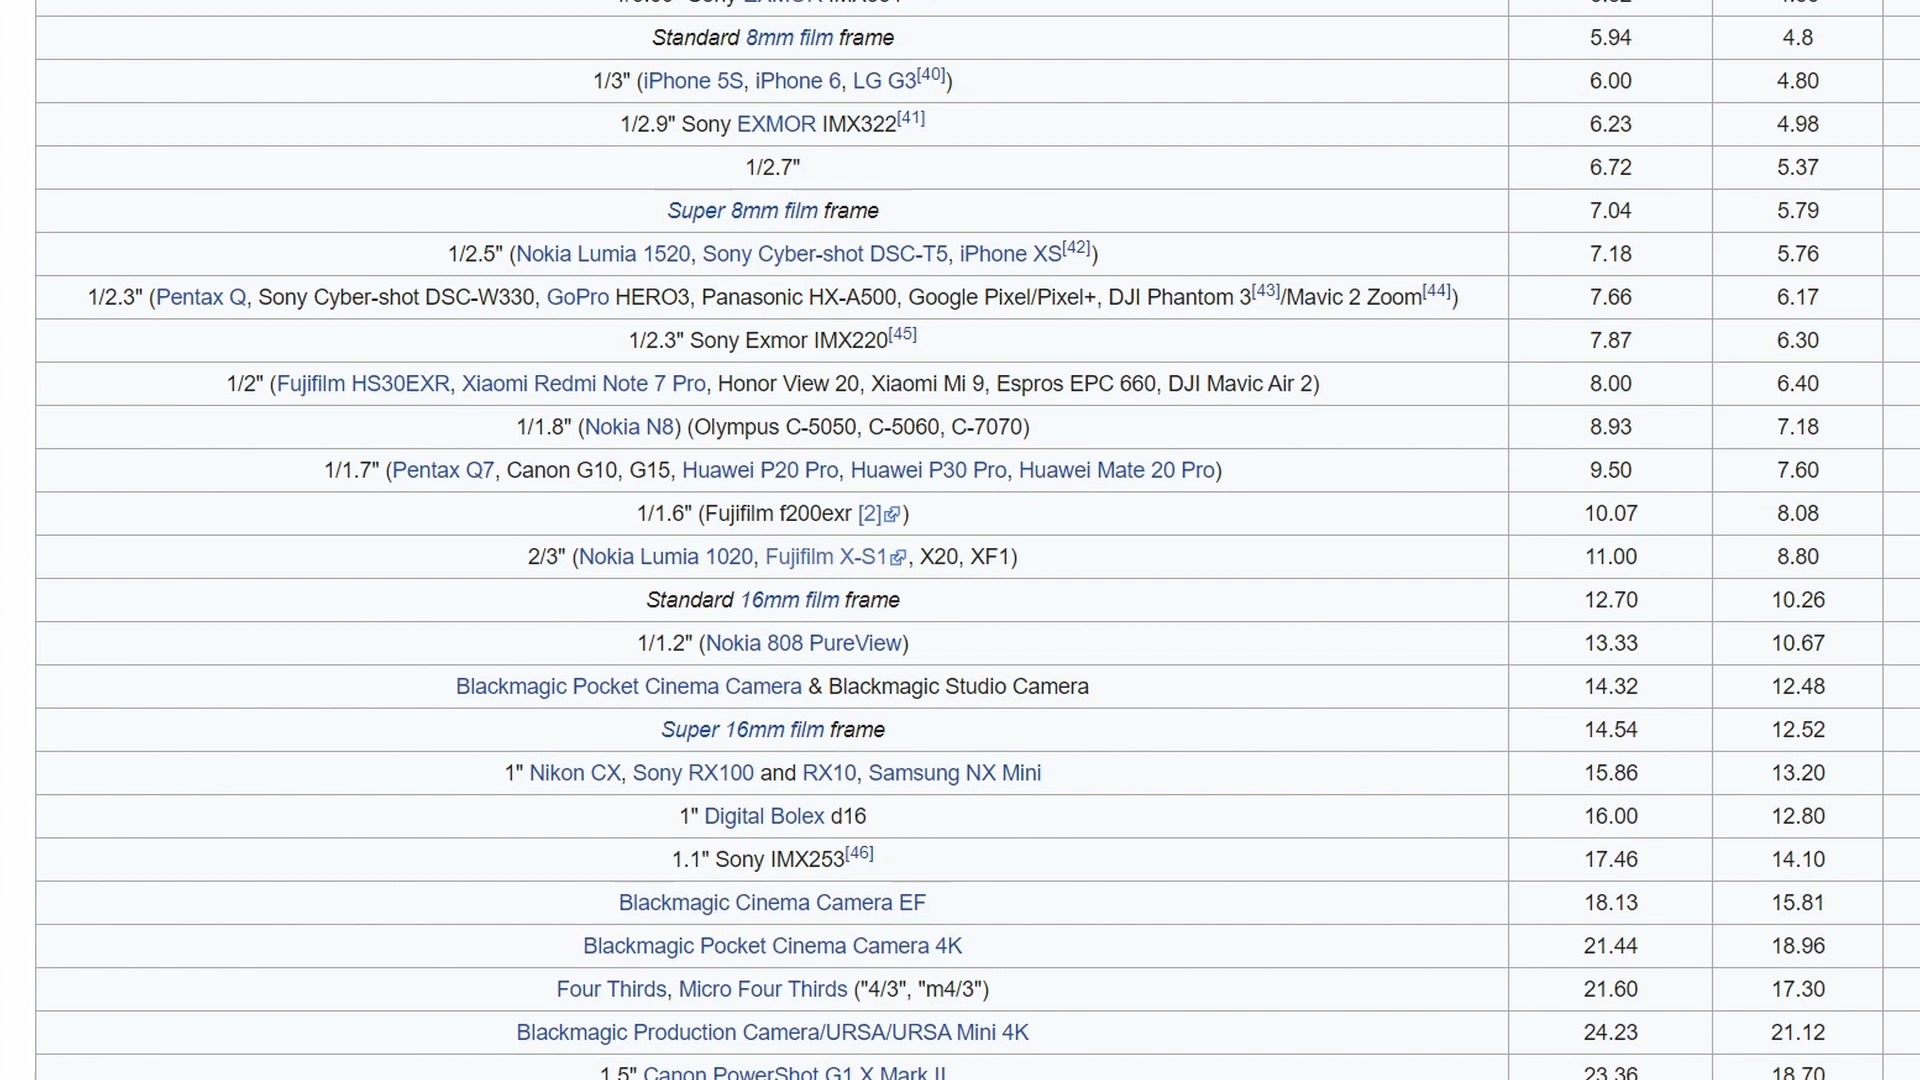 Standard 8mm film frame 5.94 4.8
1/3" (iPhone 5S, iPhone 6, LG G3[40]) 6.00 4.80
1/2.9" Sony EXMOR IMX322[41] 6.23 4.98
1/2.7" 6.72 5.37
Super 8mm film frame 7.04 5.79
1/2.5" (Nokia Lumia 1520, Sony Cyber-shot DSC-T5, iPhone XS[42]) 7.18 5.76
1/2.3" (Pentax Q, Sony Cyber-shot DSC-W330, GoPro HERO3, Panasonic HX-A500, Google Pixel/Pixel+, DJI Phantom 3[43]/Mavic 2 Zoom[44]) 7.66 6.17
1/2.3" Sony Exmor IMX220[45] 7.87 6.30
1/2" (Fujifilm HS30EXR, Xiaomi Redmi Note 7 Pro, Honor View 20, Xiaomi Mi 9, Espros EPC 660, DJI Mavic Air 2) 8.00 6.40
1/1.8" (Nokia N8) (Olympus C-5050, C-5060, C-7070) 8.93 7.18
1/1.7" (Pentax Q7, Canon G10, G15, Huawei P20 Pro, Huawei P30 Pro, Huawei Mate 20 Pro) 9.50 7.60
1/1.6" (Fujifilm f200exr [2]) 10.07 8.08
2/3" (Nokia Lumia 1020, Fujifilm X-S1, X20, XF1) 11.00 8.80
Standard 16mm film frame 12.70 10.26
1/1.2" (Nokia 808 PureView) 13.33 10.67
Blackmagic Pocket Cinema Camera & Blackmagic Studio Camera 14.32 12.48
Super 16mm film frame 14.54 12.52
1" Nikon CX, Sony RX100 and RX10, Samsung NX Mini 15.86 13.20
1" Digital Bolex d16 16.00 12.80
1.1" Sony IMX253[46] 17.46 14.10
Blackmagic Cinema Camera EF 18.13 15.81
Blackmagic Pocket Cinema Camera 4K 21.44 18.96
Four Thirds, Micro Four Thirds ("4/3", "m4/3") 21.60 17.30
Blackmagic Production Camera/URSA/URSA Mini 4K 24.23 21.12
1.5" Canon PowerShot G1 X Mark II 23.36 18.70